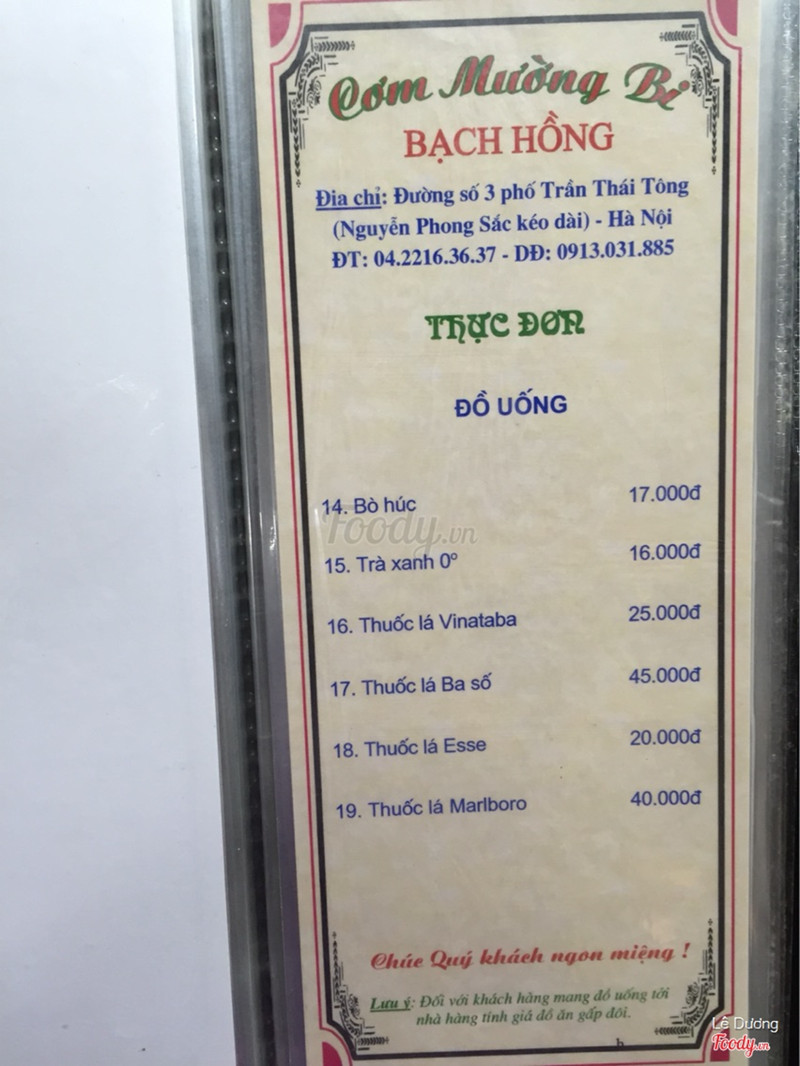 Cơm Mường Bi
BẠCH HỒNG
Đia chỉ: Đường số 3 phố Trần Thái Tông
(Nguyễn Phong Sắc kéo dài) - Hà Nội
ĐT: 04.2216.36.37 - DĐ: 0913.031.885
THỰC ĐƠN
ĐỒ UỐNG
14. Bò húc 17.000đ
Foody.vn
15. Trà xanh 0º 16.000đ
16. Thuốc lá Vinataba 25.000đ
17. Thuốc lá Ba số 45.000đ
18. Thuốc lá Esse 20.000đ
19. Thuốc lá Marlboro 40.000đ
Chúc Quý khách ngon miệng !
Lưu ý: Đối với khách hàng mang đồ uống tới
nhà hàng tính giá đồ ăn gấp đôi.
Lê Dương
Foody.vn